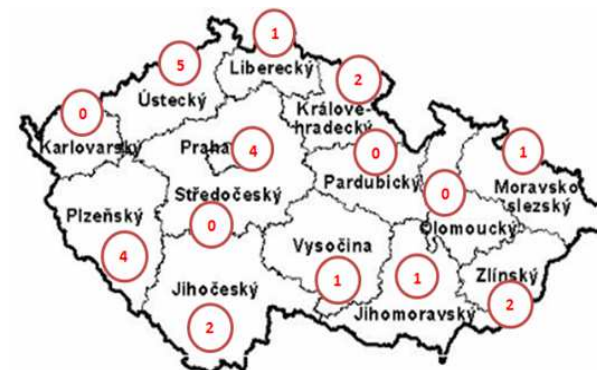 1
Liberecký
5
Ústecký
2
Králové-
hradecký
0
Karlovarský
Praha
4
0
Pardubický
1
Moravsko
slezský
Středočeský
0
0
Olomoucký
Plzeňský
4
Vysočina
1
1
Jihomoravský
Zlínský
2
Jihočeský
2